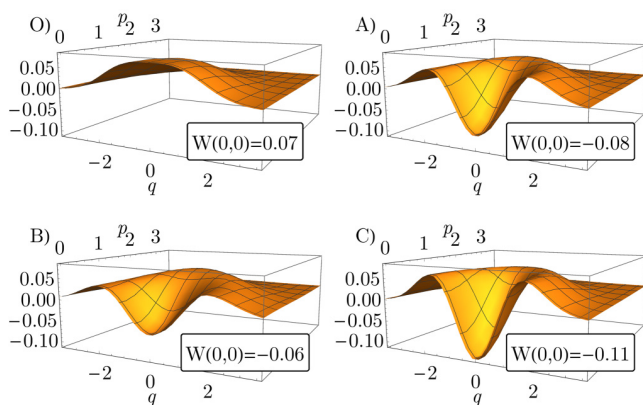 O)
0 1 p 2 3
0.05
0.00
−0.05
−0.10
W(0,0)=0.07
−2 0 2
q
A)
0 1 p 2 3
0.05
0.00
−0.05
−0.10
W(0,0)=−0.08
−2 0 2
q
B)
0 1 p 2 3
0.05
0.00
−0.05
−0.10
W(0,0)=−0.06
−2 0 2
q
C)
0 1 p 2 3
0.05
0.00
−0.05
−0.10
W(0,0)=−0.11
−2 0 2
q